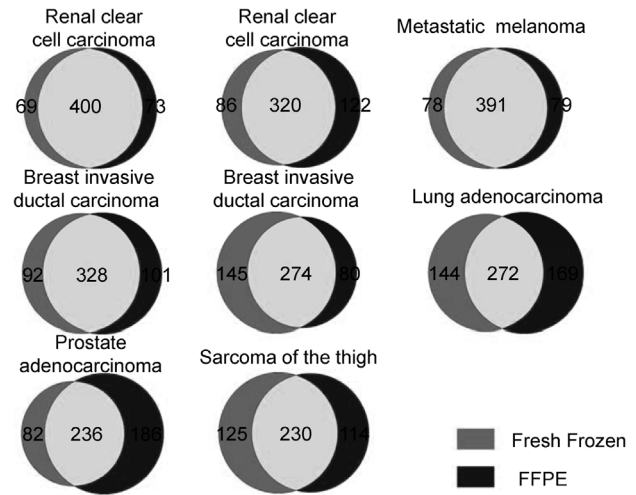 Renal clear
cell carcinoma
69 400 73
Renal clear
cell carcinoma
86 320 122
Metastatic melanoma
78 391 79
Breast invasive
ductal carcinoma
92 328 101
Breast invasive
ductal carcinoma
145 274 80
Lung adenocarcinoma
144 272 169
Prostate
adenocarcinoma
82 236 186
Sarcoma of the thigh
125 230 114
Fresh Frozen
FFPE